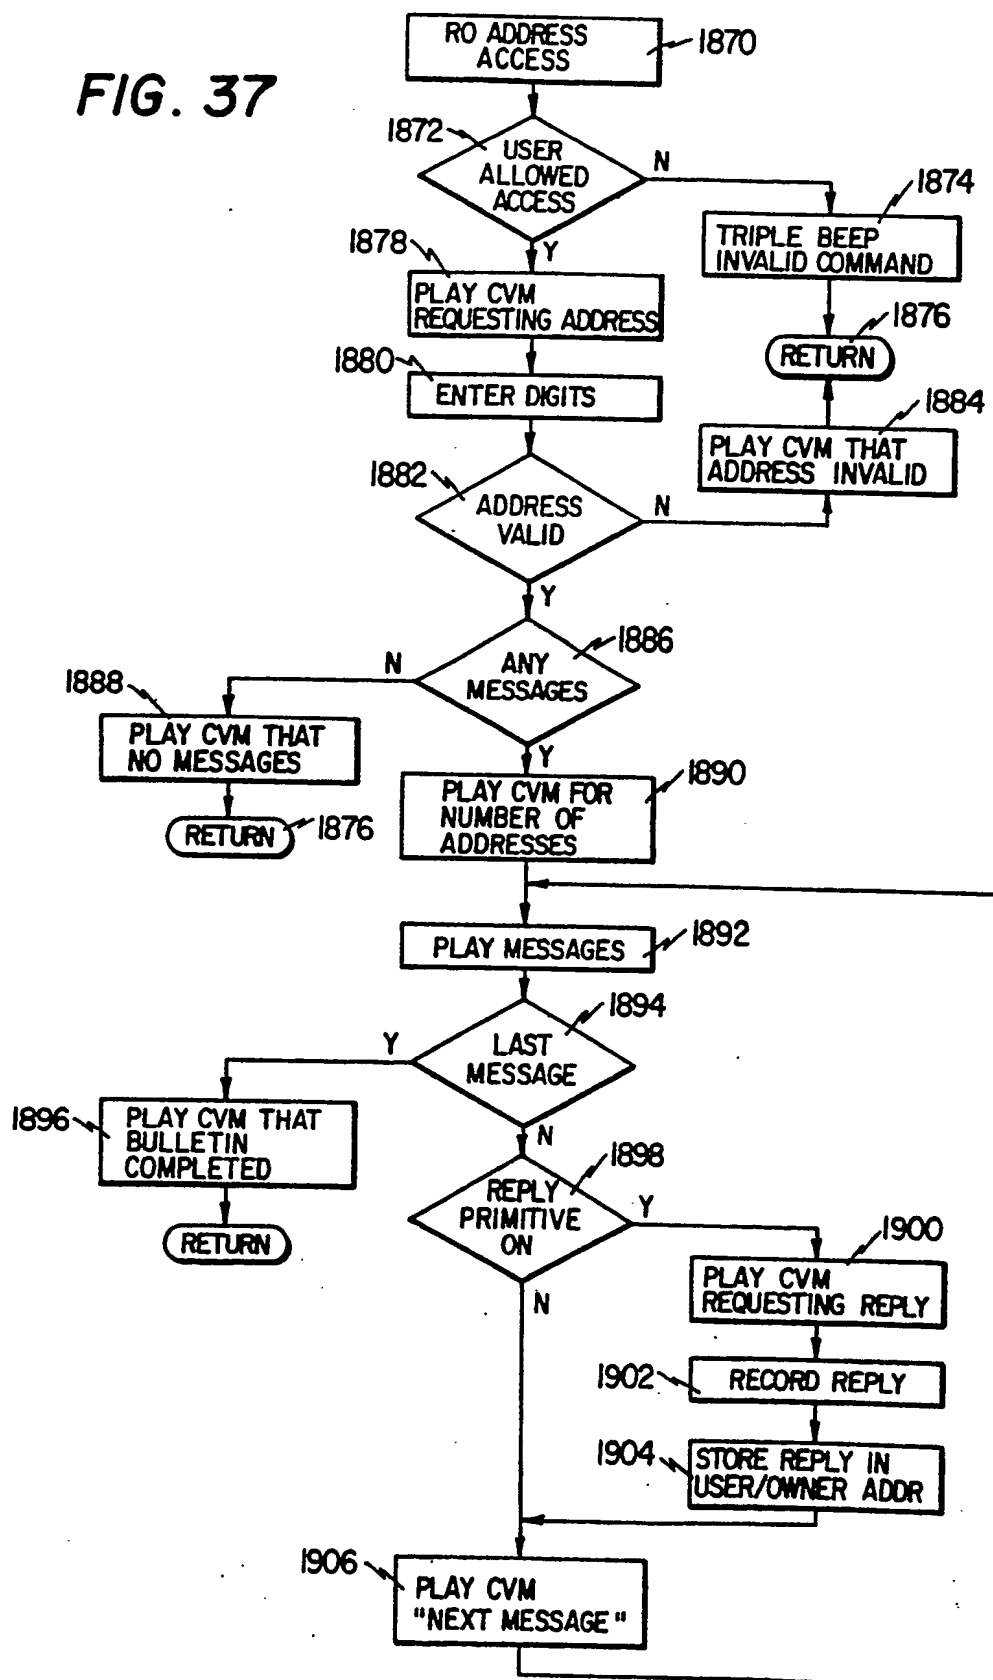 FIG. 37
RO ADDRESS
ACCESS
1870
1872
USER
ALLOWED
ACCESS
N
Y
1874
TRIPLE BEEP
INVALID COMMAND
1876
RETURN
1878
PLAY CVM
REQUESTING ADDRESS
1880
ENTER DIGITS
1884
PLAY CVM THAT
ADDRESS INVALID
1882
ADDRESS
VALID
N
Y
1886
ANY
MESSAGES
N
Y
1888
PLAY CVM THAT
NO MESSAGES
RETURN
1876
1890
PLAY CVM FOR
NUMBER OF
ADDRESSES
1892
PLAY MESSAGES
1894
LAST
MESSAGE
Y
N
1896
PLAY CVM THAT
BULLETIN
COMPLETED
RETURN
1898
REPLY
PRIMITIVE
ON
Y
N
1900
PLAY CVM
REQUESTING REPLY
1902
RECORD REPLY
1904
STORE REPLY IN
USER/OWNER ADDR
1906
PLAY CVM
"NEXT MESSAGE"